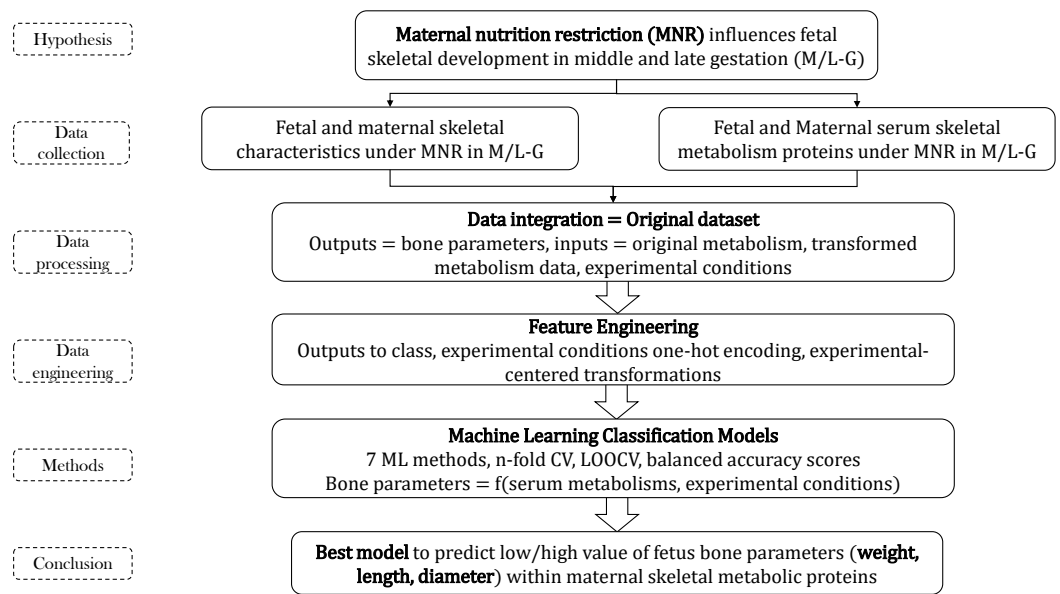 Hypothesis
Maternal nutrition restriction (MNR) influences fetal
skeletal development in middle and late gestation (M/L-G)
Data
collection
Fetal and maternal skeletal
characteristics under MNR in M/L-G
Fetal and Maternal serum skeletal
metabolism proteins under MNR in M/L-G
Data
processing
Data integration = Original dataset
Outputs = bone parameters, inputs = original metabolism, transformed
metabolism data, experimental conditions
Data
engineering
Feature Engineering
Outputs to class, experimental conditions one-hot encoding, experimental-
centered transformations
Methods
Machine Learning Classification Models
7 ML methods, n-fold CV, LOOCV, balanced accuracy scores
Bone parameters = f(serum metabolisms, experimental conditions)
Conclusion
Best model to predict low/high value of fetus bone parameters (weight,
length, diameter) within maternal skeletal metabolic proteins